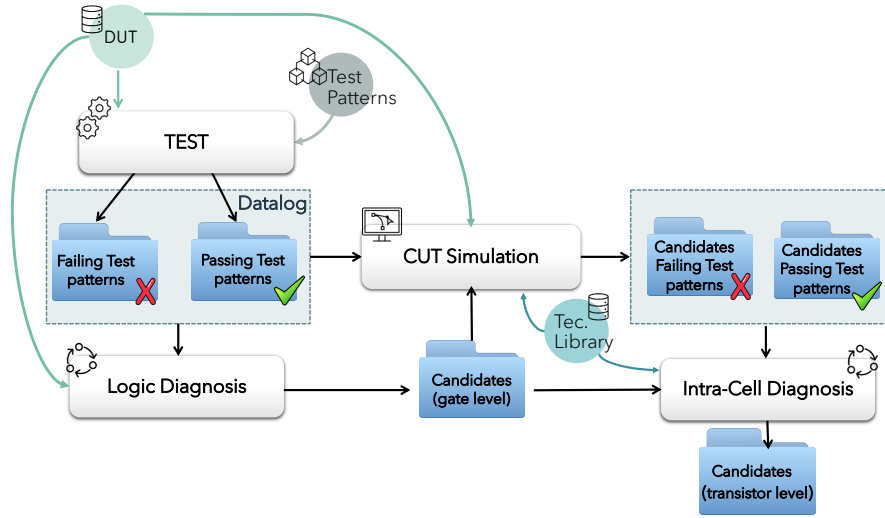 DUT
Test
Patterns
TEST
Datalog
Failing Test
patterns
Passing Test
patterns
CUT Simulation
Candidates
Failing Test
patterns
Candidates
Passing Test
patterns
Tec.
Library
Logic Diagnosis
Candidates
(gate level)
Intra-Cell Diagnosis
Candidates
(transistor level)